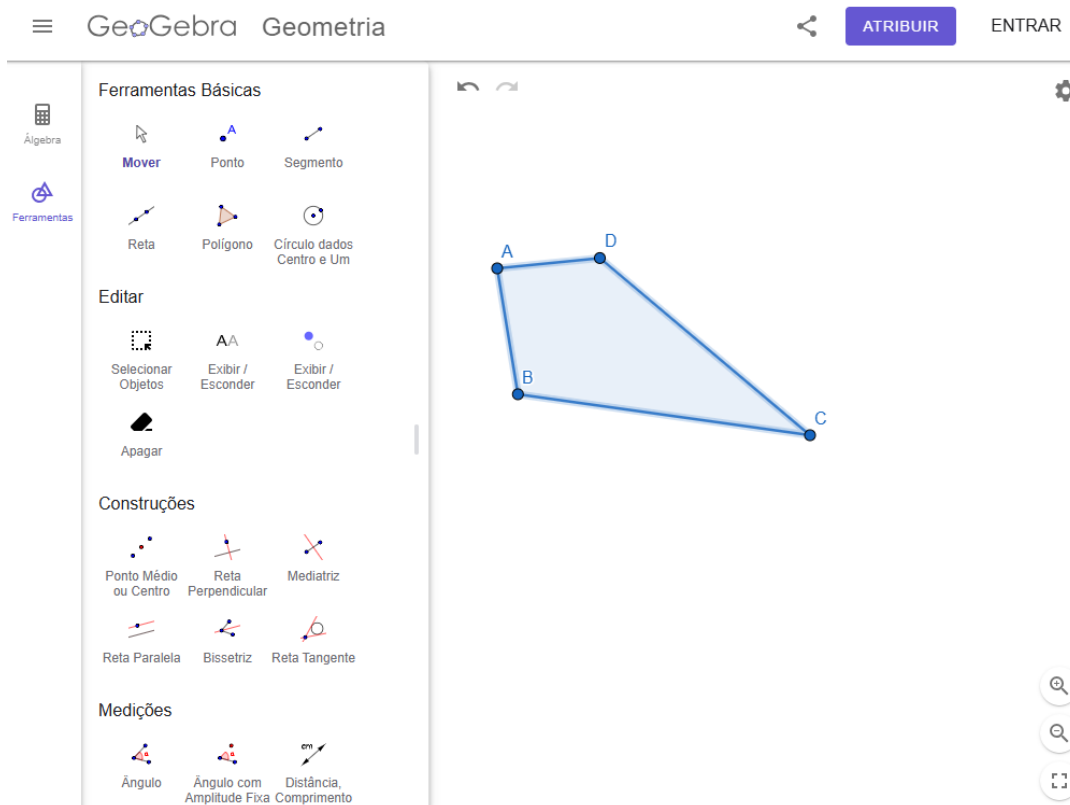 GeoGebra Geometria
ATRIBUIR
ENTRAR
Álgebra
Ferramentas
Ferramentas Básicas
Mover
Ponto
Segmento
Reta
Polígono
Círculo dados
Centro e Um
Editar
Selecionar
Objetos
Exibir /
Esconder
Exibir /
Esconder
Apagar
Construções
Ponto Médio
ou Centro
Reta
Perpendicular
Mediatriz
Reta Paralela
Bissetriz
Reta Tangente
Medições
Ângulo
Ângulo com
Amplitude Fixa
cm
Distância,
Comprimento
A
D
B
C